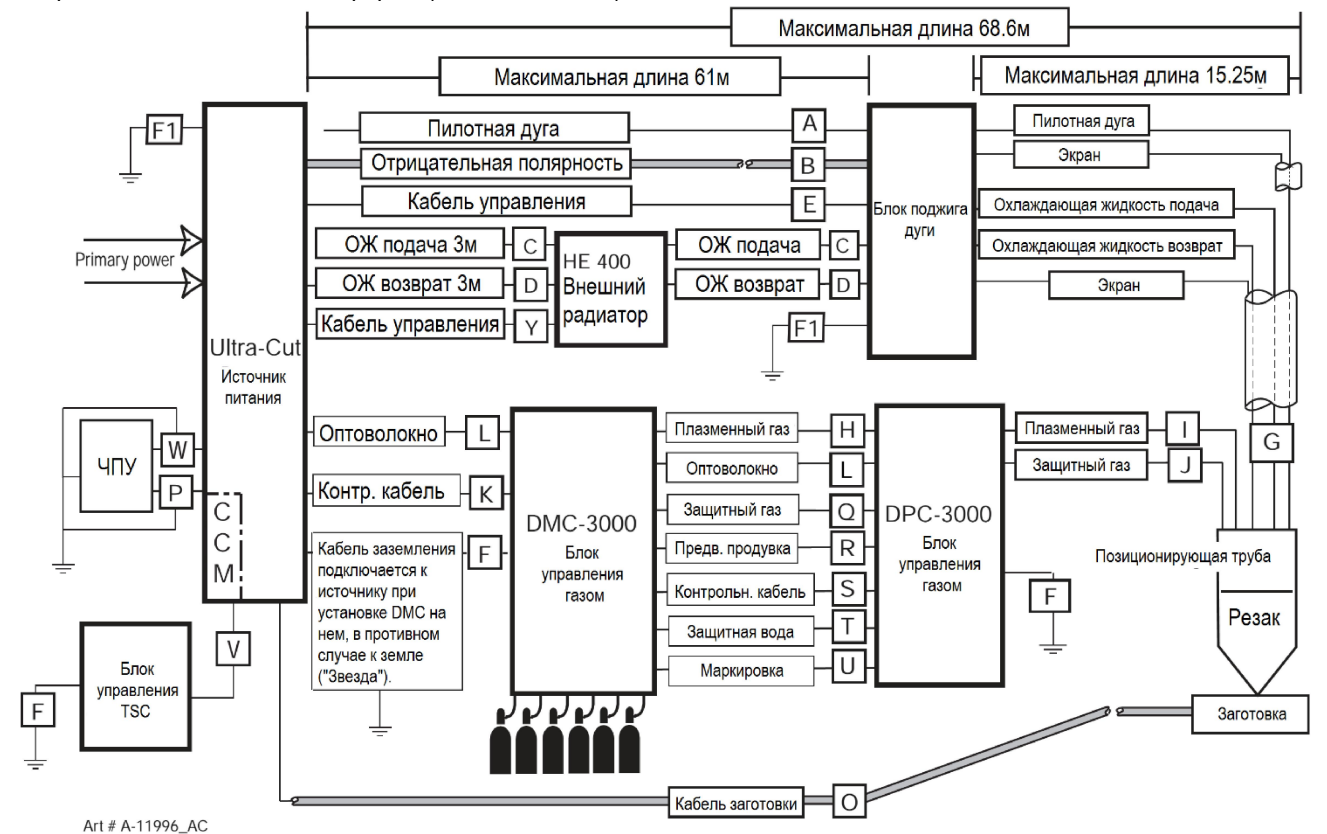 Максимальная длина 68.6м
Максимальная длина 61м
Максимальная длина 15.25м
F1
Пилотная дуга
A
Пилотная дуга
Отрицательная полярность
B
Экран
Кабель управления
E
Блок поджига
дуги
Охлаждающая жидкость подача
Primary power
ОЖ подача 3м
C
HE 400
Внешний
радиатор
ОЖ подача
C
Охлаждающая жидкость возврат
ОЖ возврат 3м
D
ОЖ возврат
D
Экран
Кабель управления
Y
F1
Ultra-Cut
Источник
питания
Оптоволокно
L
Плазменный газ
H
Плазменный газ
I
G
ЧПУ
W
Оптоволокно
L
Защитный газ
J
P
Контр. кабель
K
CCM
DMC-3000
Блок
управления
газом
Защитный газ
Q
DPC-3000
Блок
управления
газом
Кабель заземления
подключается к
источнику при
установке DMC на
нем, в противном
случае к земле
("Звезда").
F
Предв. продувка
R
Позиционирующая труба
Контрольн. кабель
S
F
Резак
Защитная вода
T
V
Маркировка
U
Блок
управления
TSC
F
Заготовка
Кабель заготовки
O
Art # A-11996_AC